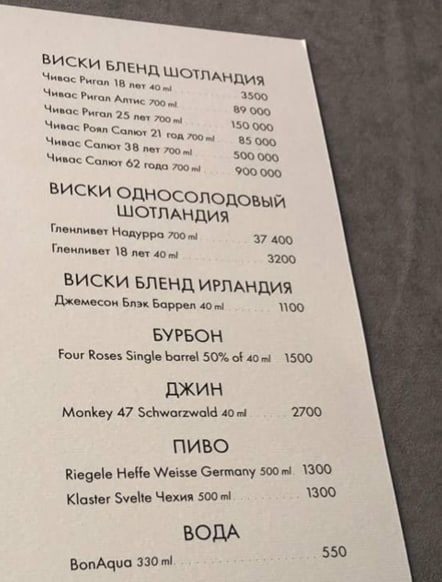 ВИСКИ БЛЕНД ШОТЛАНДИЯ
Чивас Ригал 18 лет 40 ml 3500
Чивас Ригал Алтис 700 ml 89 000
Чивас Ригал 25 лет 700 ml 150 000
Чивас Роял Салют 21 год 700 ml 85 000
Чивас Салют 38 лет 700 ml 500 000
Чивас Салют 62 года 700 ml 900 000
ВИСКИ ОДНОСОЛОДОВЫЙ
ШОТЛАНДИЯ
Гленливет Надурра 700 ml 37 400
Гленливет 18 лет 40 ml 3200
ВИСКИ БЛЕНД ИРЛАНДИЯ
Джемесон Блэк Баррел 40 ml 1100
БУРБОН
Four Roses Single barrel 50% of 40 ml 1500
ДЖИН
Monkey 47 Schwarzwald 40 ml 2700
ПИВО
Riegele Heffe Weisse Germany 500 ml 1300
Klaster Svelte Чехия 500 ml 1300
ВОДА
BonAqua 330 ml 550